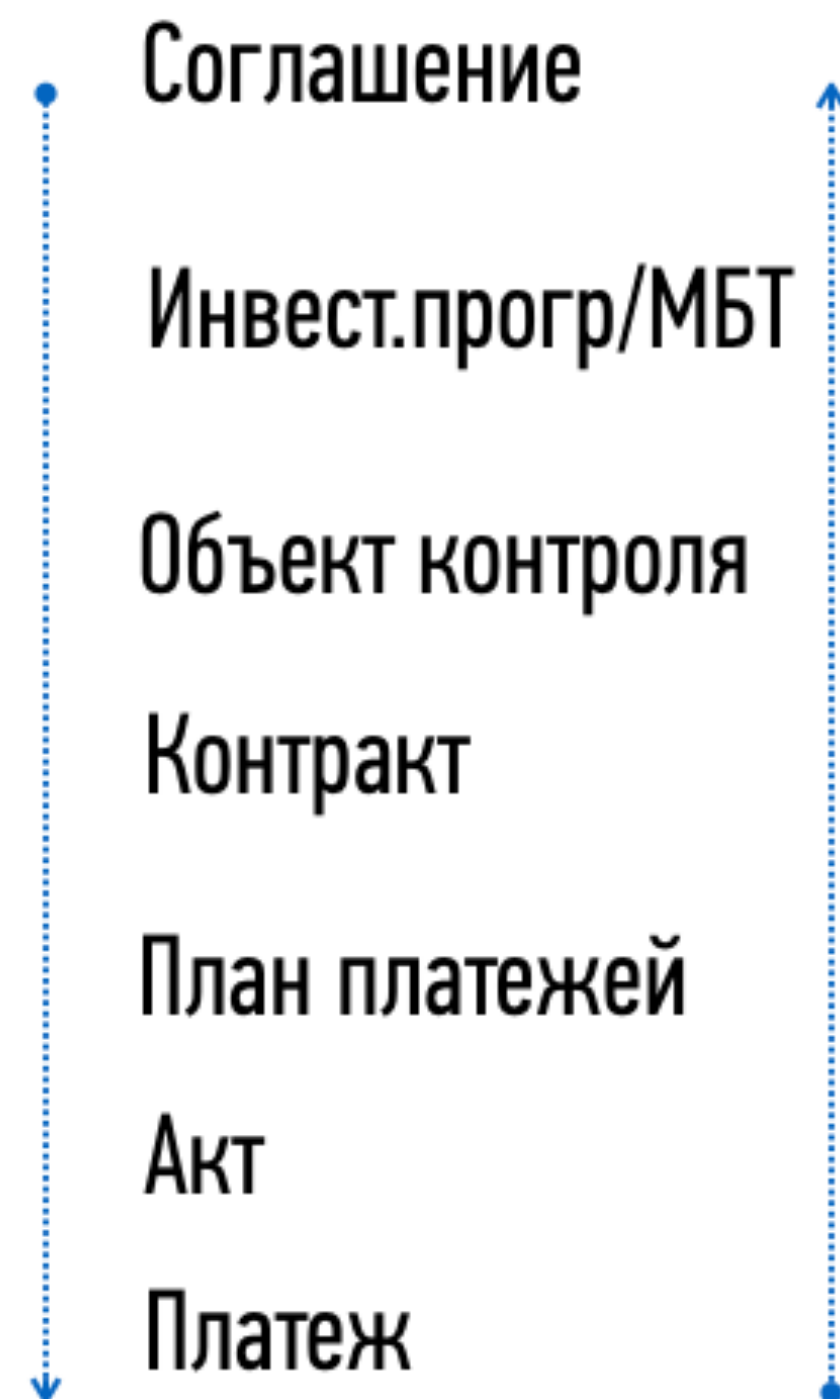 Соглашение
Инвест.прогр/МБТ
Объект контроля
Контракт
План платежей
Акт
Платеж